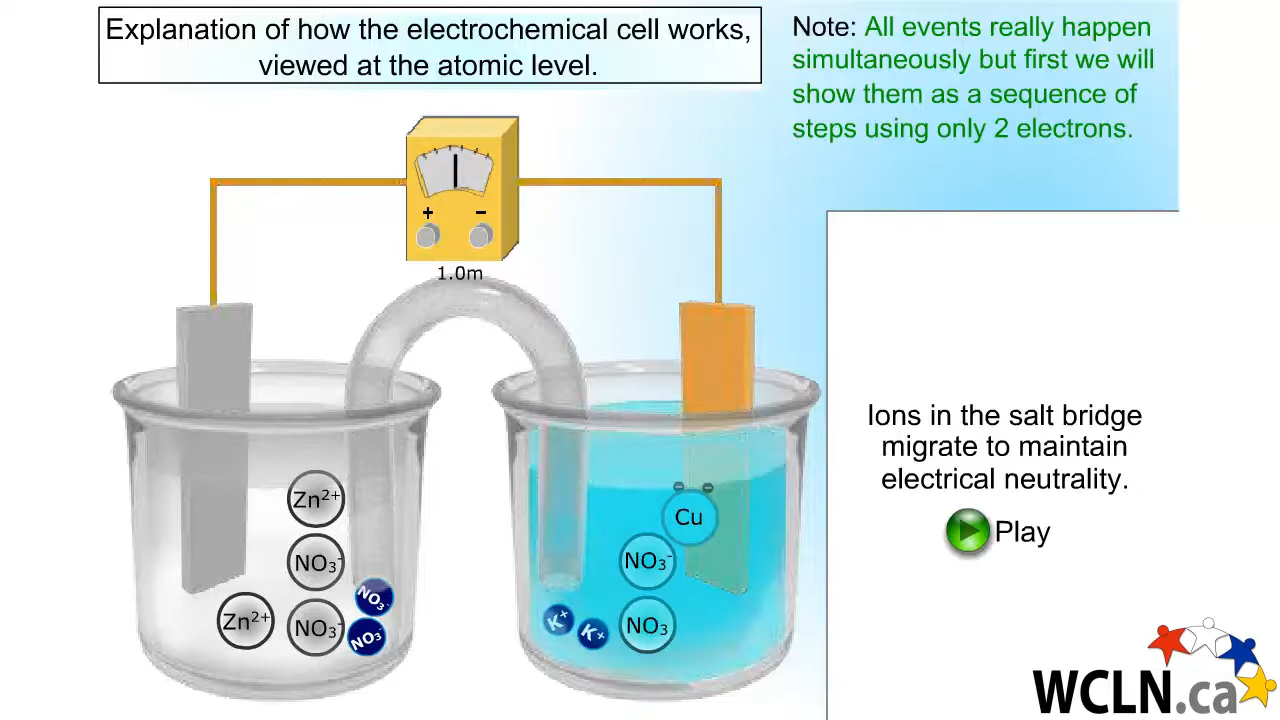 Explanation of how the electrochemical cell works,
viewed at the atomic level.
Note: All events really happen
simultaneously but first we will
show them as a sequence of
steps using only 2 electrons.
+ −
1.0m
Ions in the salt bridge
migrate to maintain
electrical neutrality.
Play
Zn²⁺
NO₃⁻
Zn²⁺
NO₃⁻
NO₃⁻
NO₃⁻
Cu
NO₃⁻
K⁺
K⁺
NO₃
WCLN.ca